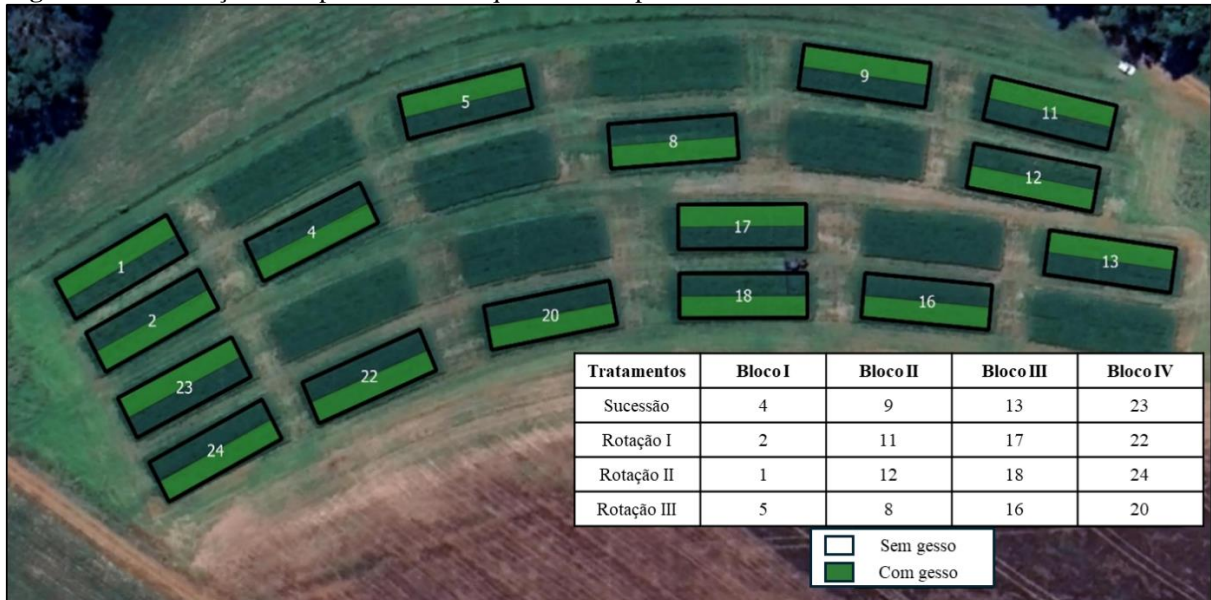 9
5
11
8
12
4
17
1
13
18
16
2
20
22
23
24
Tratamentos Bloco I Bloco II Bloco III Bloco IV
Sucessão 4 9 13 23
Rotação I 2 11 17 22
Rotação II 1 12 18 24
Rotação III 5 8 16 20
Sem gesso
Com gesso